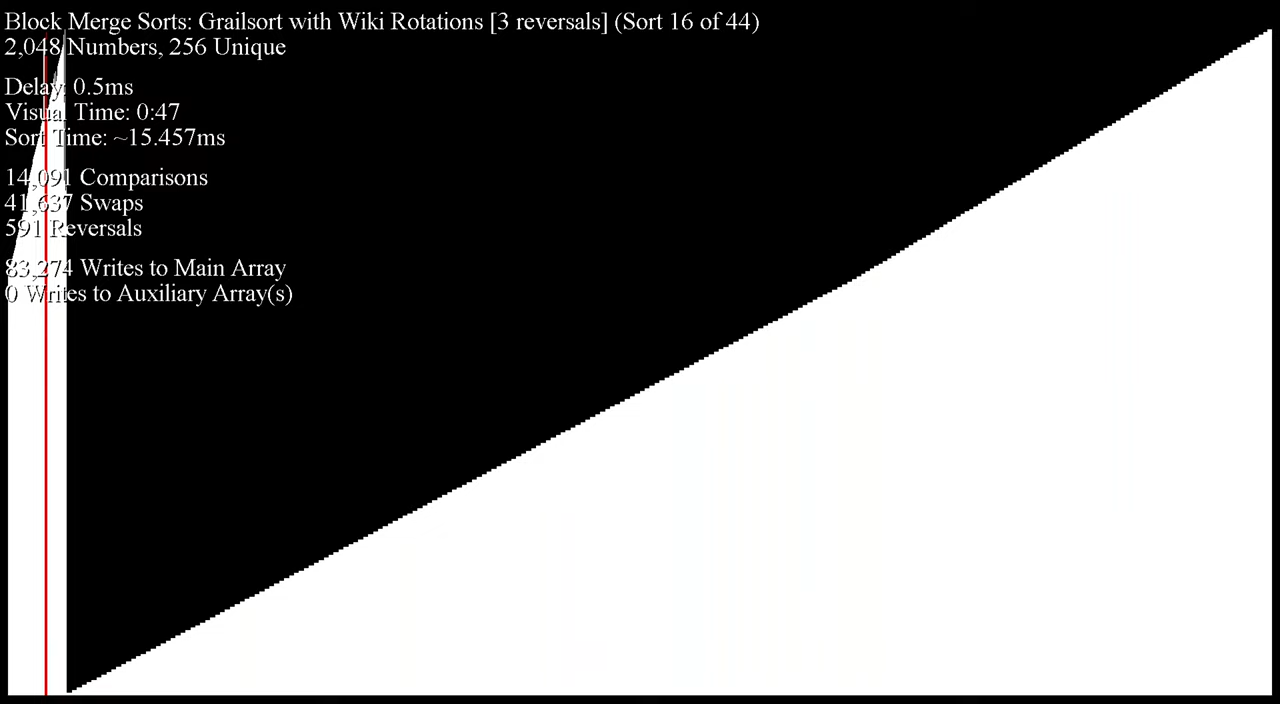 Block Merge Sorts: Grailsort with Wiki Rotations [3 reversals] (Sort 16 of 44)
2,048 Numbers, 256 Unique
Delay: 0.5ms
Visual Time: 0:47
Sort Time: ~15.457ms
14,091 Comparisons
41,637 Swaps
591 Reversals
83,274 Writes to Main Array
0 Writes to Auxiliary Array(s)